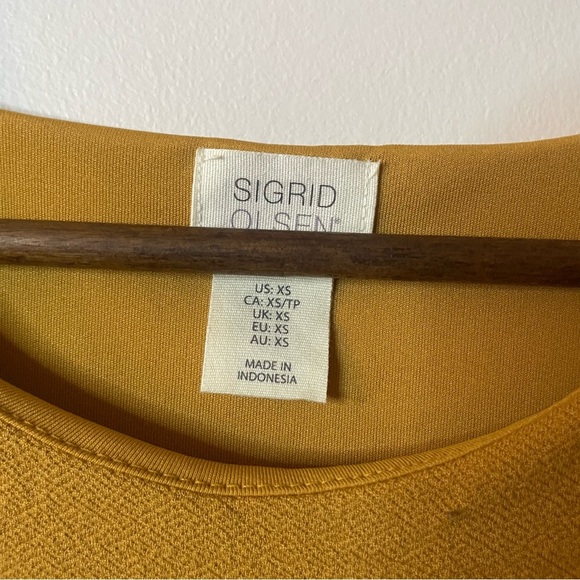 SIGRID
OLSEN®
US: XS
CA: XS/TP
UK: XS
EU: XS
AU: XS
MADE IN
INDONESIA